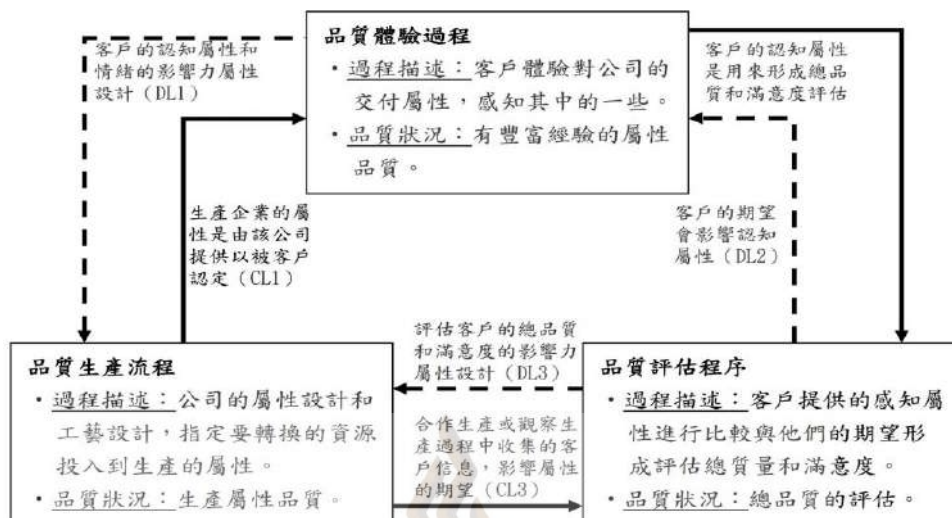 品質體驗過程
・過程描述：客戶體驗對公司的
交付屬性，感知其中的一些。
・品質狀況：有豐富經驗的屬性
品質。
客戶的認知屬性和
情緒的影響力屬性
設計(DL1)
客戶的認知屬性
是用來形成總品
質和滿意度評估
生產企業的屬
性是由該公司
提供以被客戶
認定(CL1)
客戶的期望
會影響認知
屬性(DL2)
評估客戶的總品質
和滿意度的影響力
屬性設計(DL3)
品質生產流程
・過程描述：公司的屬性設計和
工藝設計，指定要轉換的資源
投入到生產的屬性。
・品質狀況：生產屬性品質。
合作生產或觀察生
產過程中收集的客
戶信息，影響屬性
的期望(CL3)
品質評估程序
・過程描述：客戶提供的感知屬
性進行比較與他們的期望形
成評估總質量和滿意度。
・品質狀況：總品質的評估。